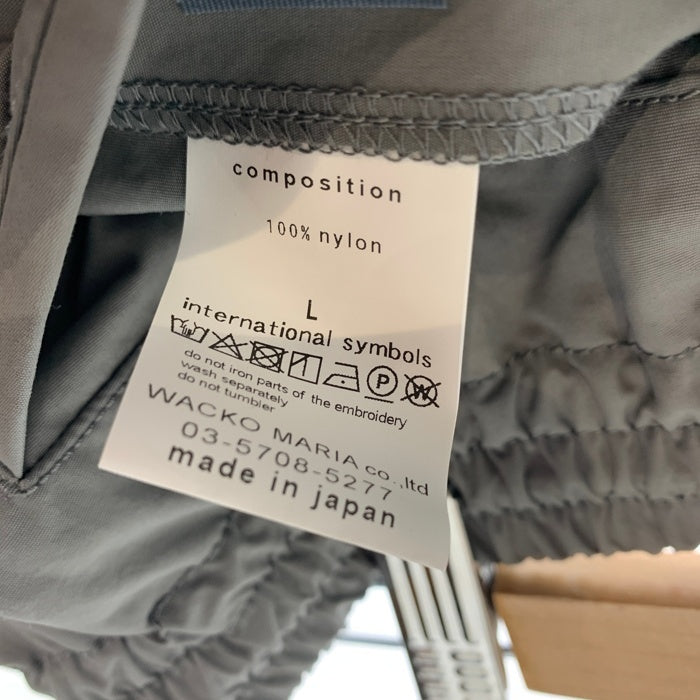 composition
100% nylon
L
international symbols
P W
do not iron parts of the embroidery
wash separately
do not tumbler
WACKO MARIA co.,ltd
03-5708-5277
made in japan